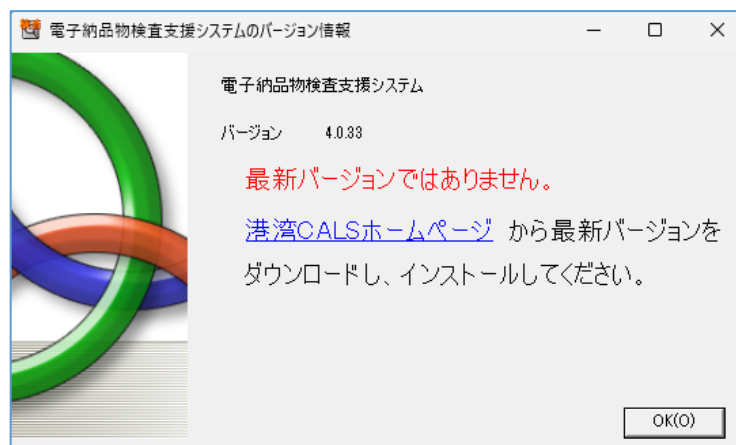 電子納品物検査支援システムのバージョン情報
電子納品物検査支援システム
バージョン 4.0.33
最新バージョンではありません。
港湾CALSホームページ から最新バージョンを
ダウンロードし、インストールしてください。
OK(O)